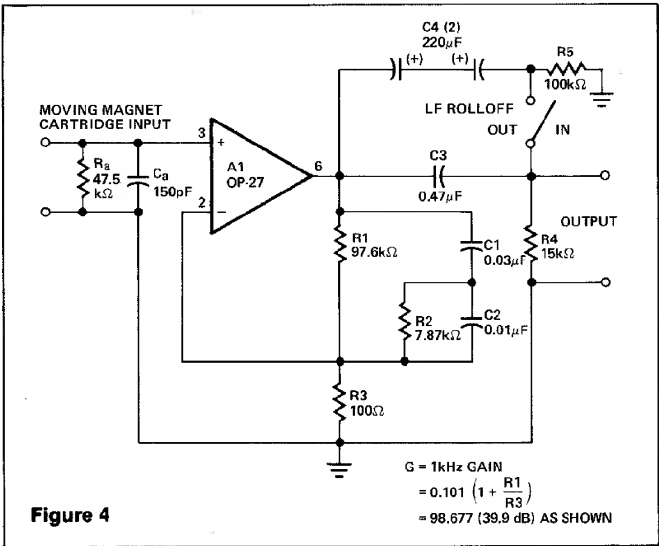 C4 (2)
220µF
(+) (+)
R5
100kΩ
LF ROLLOFF
OUT IN
MOVING MAGNET
CARTRIDGE INPUT
3
+
Ra
47.5
kΩ
Ca
150pF
A1
OP-27
6
2
−
C3
0.47µF
OUTPUT
R1
97.6kΩ
C1
0.03µF
R4
15kΩ
R2
7.87kΩ
C2
0.01µF
R3
100Ω
G = 1kHz GAIN
= 0.101 (1 + R1/R3)
= 98.677 (39.9 dB) AS SHOWN
Figure 4